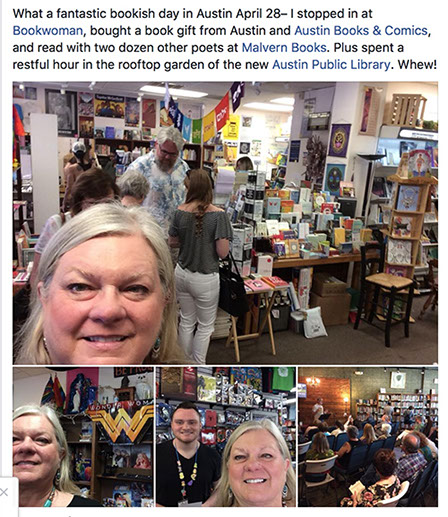 What a fantastic bookish day in Austin April 28– I stopped in at
Bookwoman, bought a book gift from Austin and Austin Books & Comics,
and read with two dozen other poets at Malvern Books. Plus spent a
restful hour in the rooftop garden of the new Austin Public Library. Whew!
WONDER WOMAN